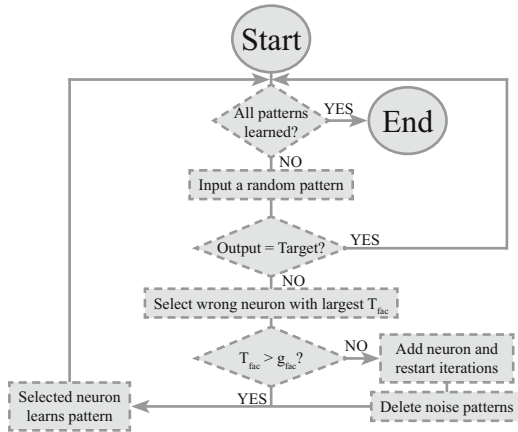 Start
All patterns
learned?
YES
End
NO
Input a random pattern
Output = Target?
YES
NO
Select wrong neuron with largest T_fac
T_fac > g_fac?
NO
Add neuron and
restart iterations
YES
Selected neuron
learns pattern
Delete noise patterns